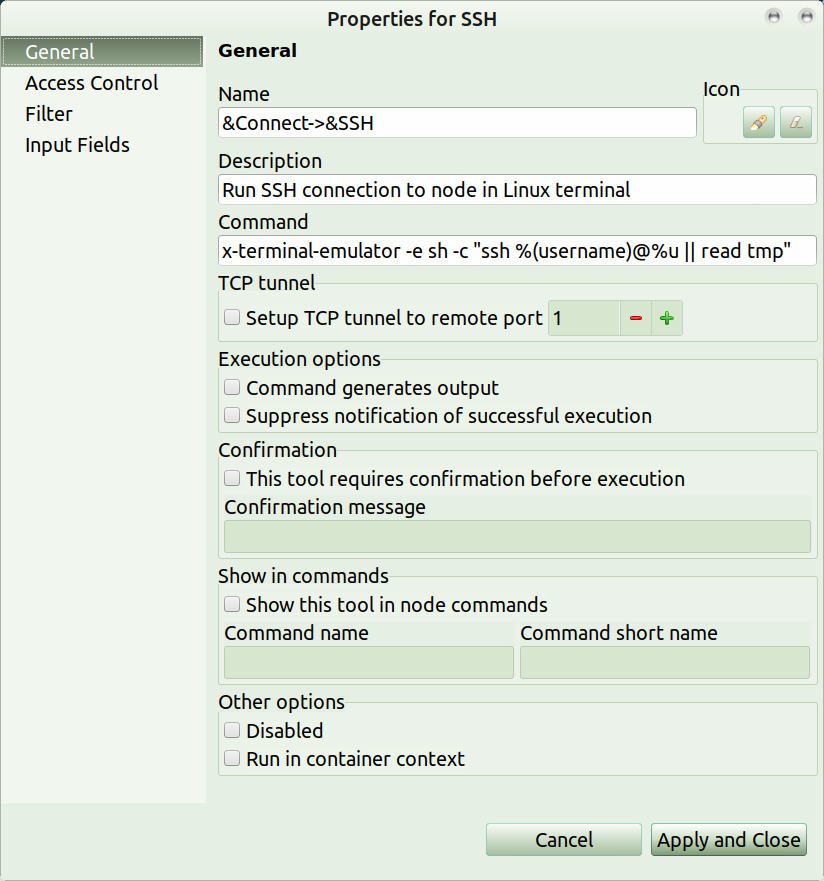 Properties for SSH
General
Access Control
Filter
Input Fields
General
Name
Icon
&Connect->&SSH
Description
Run SSH connection to node in Linux terminal
Command
x-terminal-emulator -e sh -c "ssh %(username)@%u || read tmp"
TCP tunnel
Setup TCP tunnel to remote port 1
Execution options
Command generates output
Suppress notification of successful execution
Confirmation
This tool requires confirmation before execution
Confirmation message
Show in commands
Show this tool in node commands
Command name Command short name
Other options
Disabled
Run in container context
Cancel Apply and Close